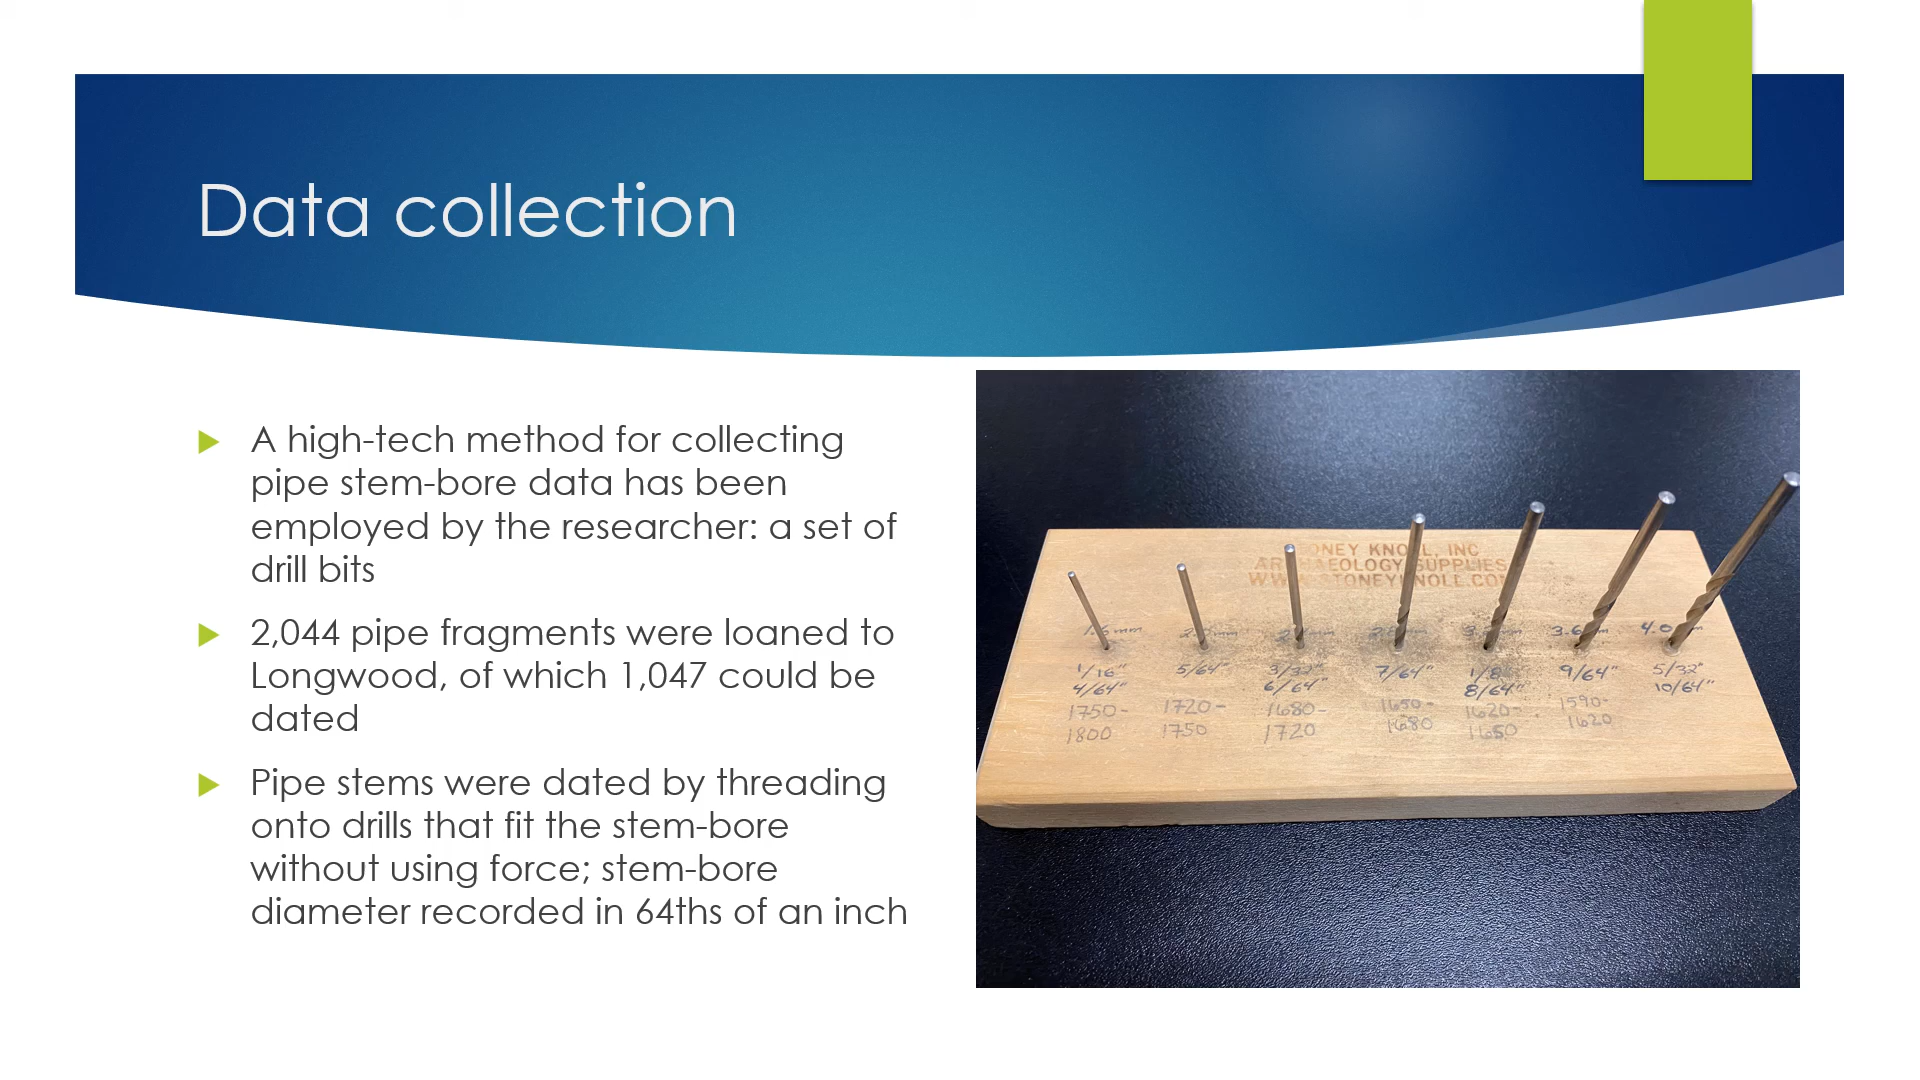 Data collection
A high-tech method for collecting
pipe stem-bore data has been
employed by the researcher: a set of
drill bits
2,044 pipe fragments were loaned to
Longwood, of which 1,047 could be
dated
Pipe stems were dated by threading
onto drills that fit the stem-bore
without using force; stem-bore
diameter recorded in 64ths of an inch
INC
SUPPLIES
3.6
4.0
1/16" 5/64" 3/32" 7/64" 1/8" 9/64" 5/32"
4/64" 6/64" 8/64" 10/64"
1750- 1720- 1680- 1650- 1620- 1590-
1800 1750 1720 1680 1650 1620